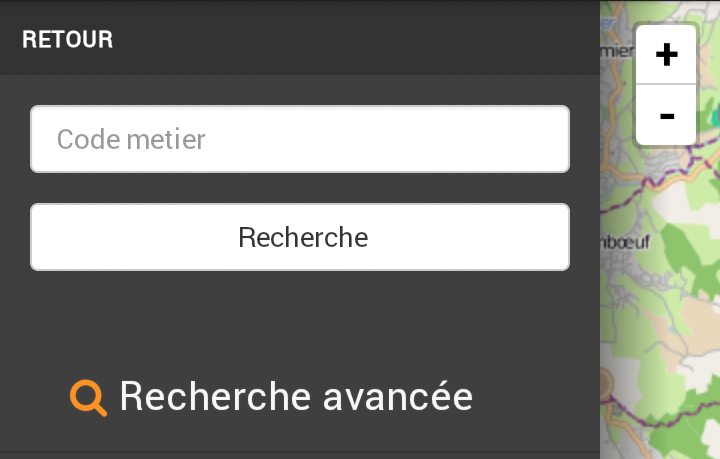 RETOUR
Code metier
Recherche
Recherche avancée
+
-